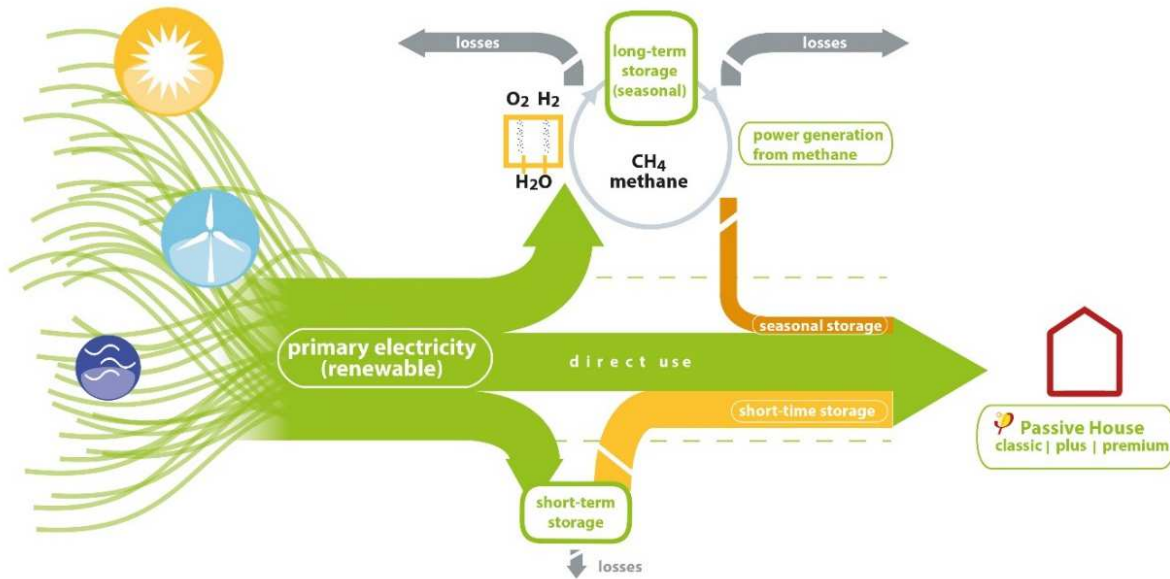 losses
long-term
storage
(seasonal)
losses
O2 H2
H2O
CH4
methane
power generation
from methane
seasonal storage
primary electricity
(renewable)
direct use
short-time storage
Passive House
classic | plus | premium
short-term
storage
losses